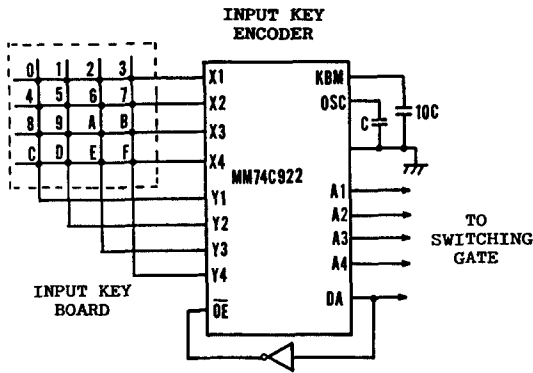 INPUT KEY
ENCODER
0 1 2 3
4 5 6 7
8 9 A B
C D E F
X1
X2
X3
X4
Y1
Y2
Y3
Y4
OE
MM74C922
KBM
OSC
C
10C
A1
A2
A3
A4
DA
TO
SWITCHING
GATE
INPUT KEY
BOARD